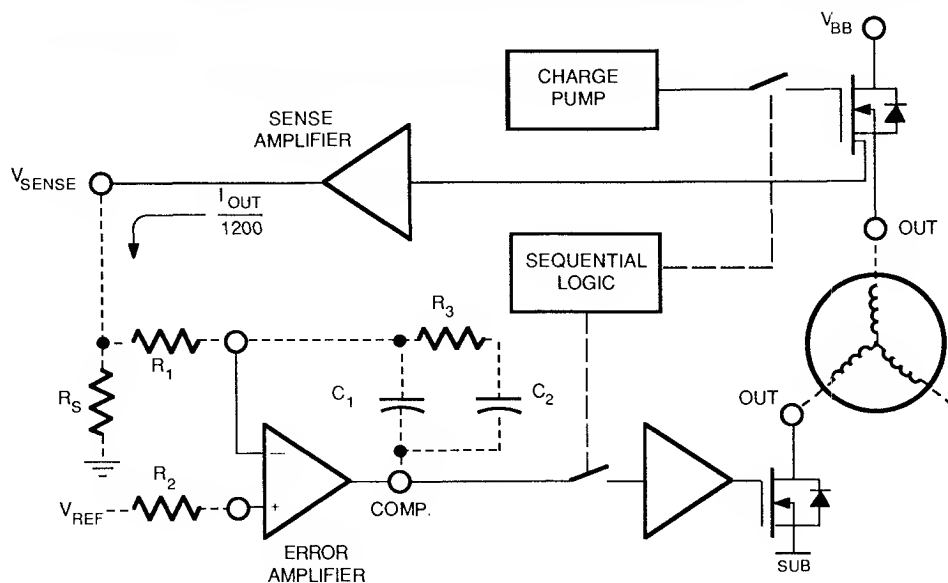 V_BB
CHARGE
PUMP
SENSE
AMPLIFIER
V_SENSE
I_OUT
1200
OUT
SEQUENTIAL
LOGIC
R_3
R_1
C_1
C_2
R_S
OUT
R_2
V_REF
−
+
COMP.
ERROR
AMPLIFIER
SUB